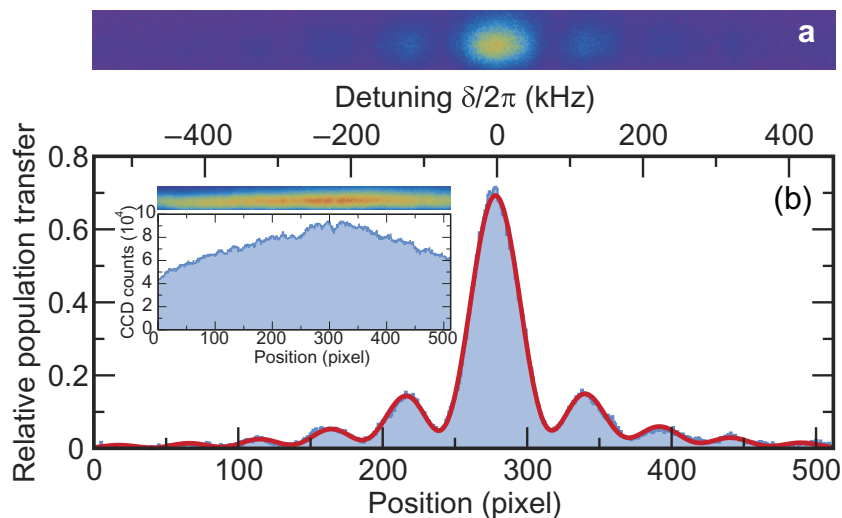 a
Detuning δ/2π (kHz)
−400 −200 0 200 400
0.8
0.6
0.4
0.2
0
Relative population transfer
(b)
10
8
6
4
2
0
CCD counts (10⁴)
0 100 200 300 400 500
Position (pixel)
0 100 200 300 400 500
Position (pixel)